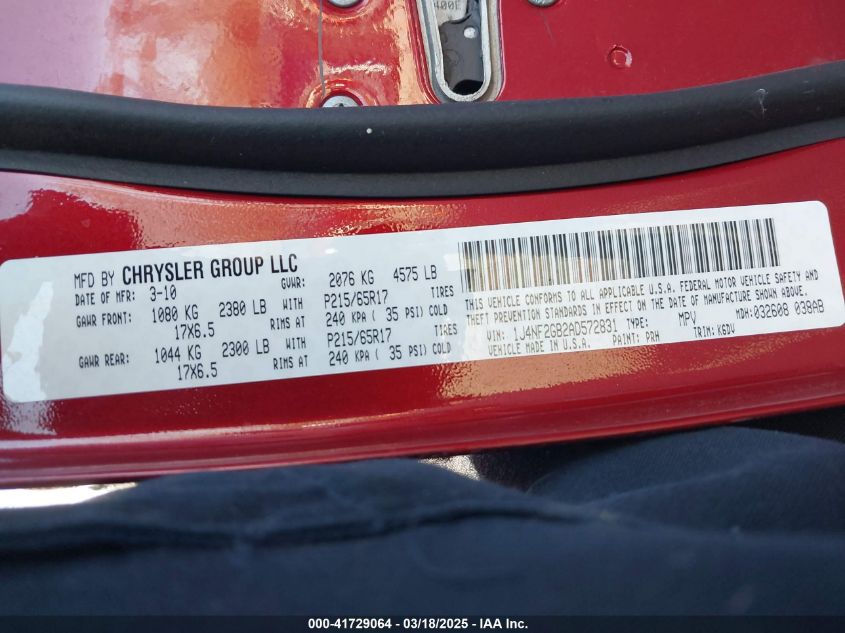 400E
MFD BY CHRYSLER GROUP LLC
DATE OF MFR: 3-10 GVWR: 2076 KG 4575 LB
GAWR FRONT: 1080 KG 2380 LB WITH P215/65R17 TIRES
17X6.5 RIMS AT 240 KPA ( 35 PSI) COLD
GAWR REAR: 1044 KG 2300 LB WITH P215/65R17 TIRES
17X6.5 RIMS AT 240 KPA ( 35 PSI) COLD
THIS VEHICLE CONFORMS TO ALL APPLICABLE U.S.A. FEDERAL MOTOR VEHICLE SAFETY AND
THEFT PREVENTION STANDARDS IN EFFECT ON THE DATE OF MANUFACTURE SHOWN ABOVE
VIN: 1J4NF2GB2AD572831 TYPE: MPV MDH: 032608 038AB
MADE IN U.S.A. PAINT: PRH TRIM: K6DV
000-41729064 - 03/18/2025 - IAA Inc.